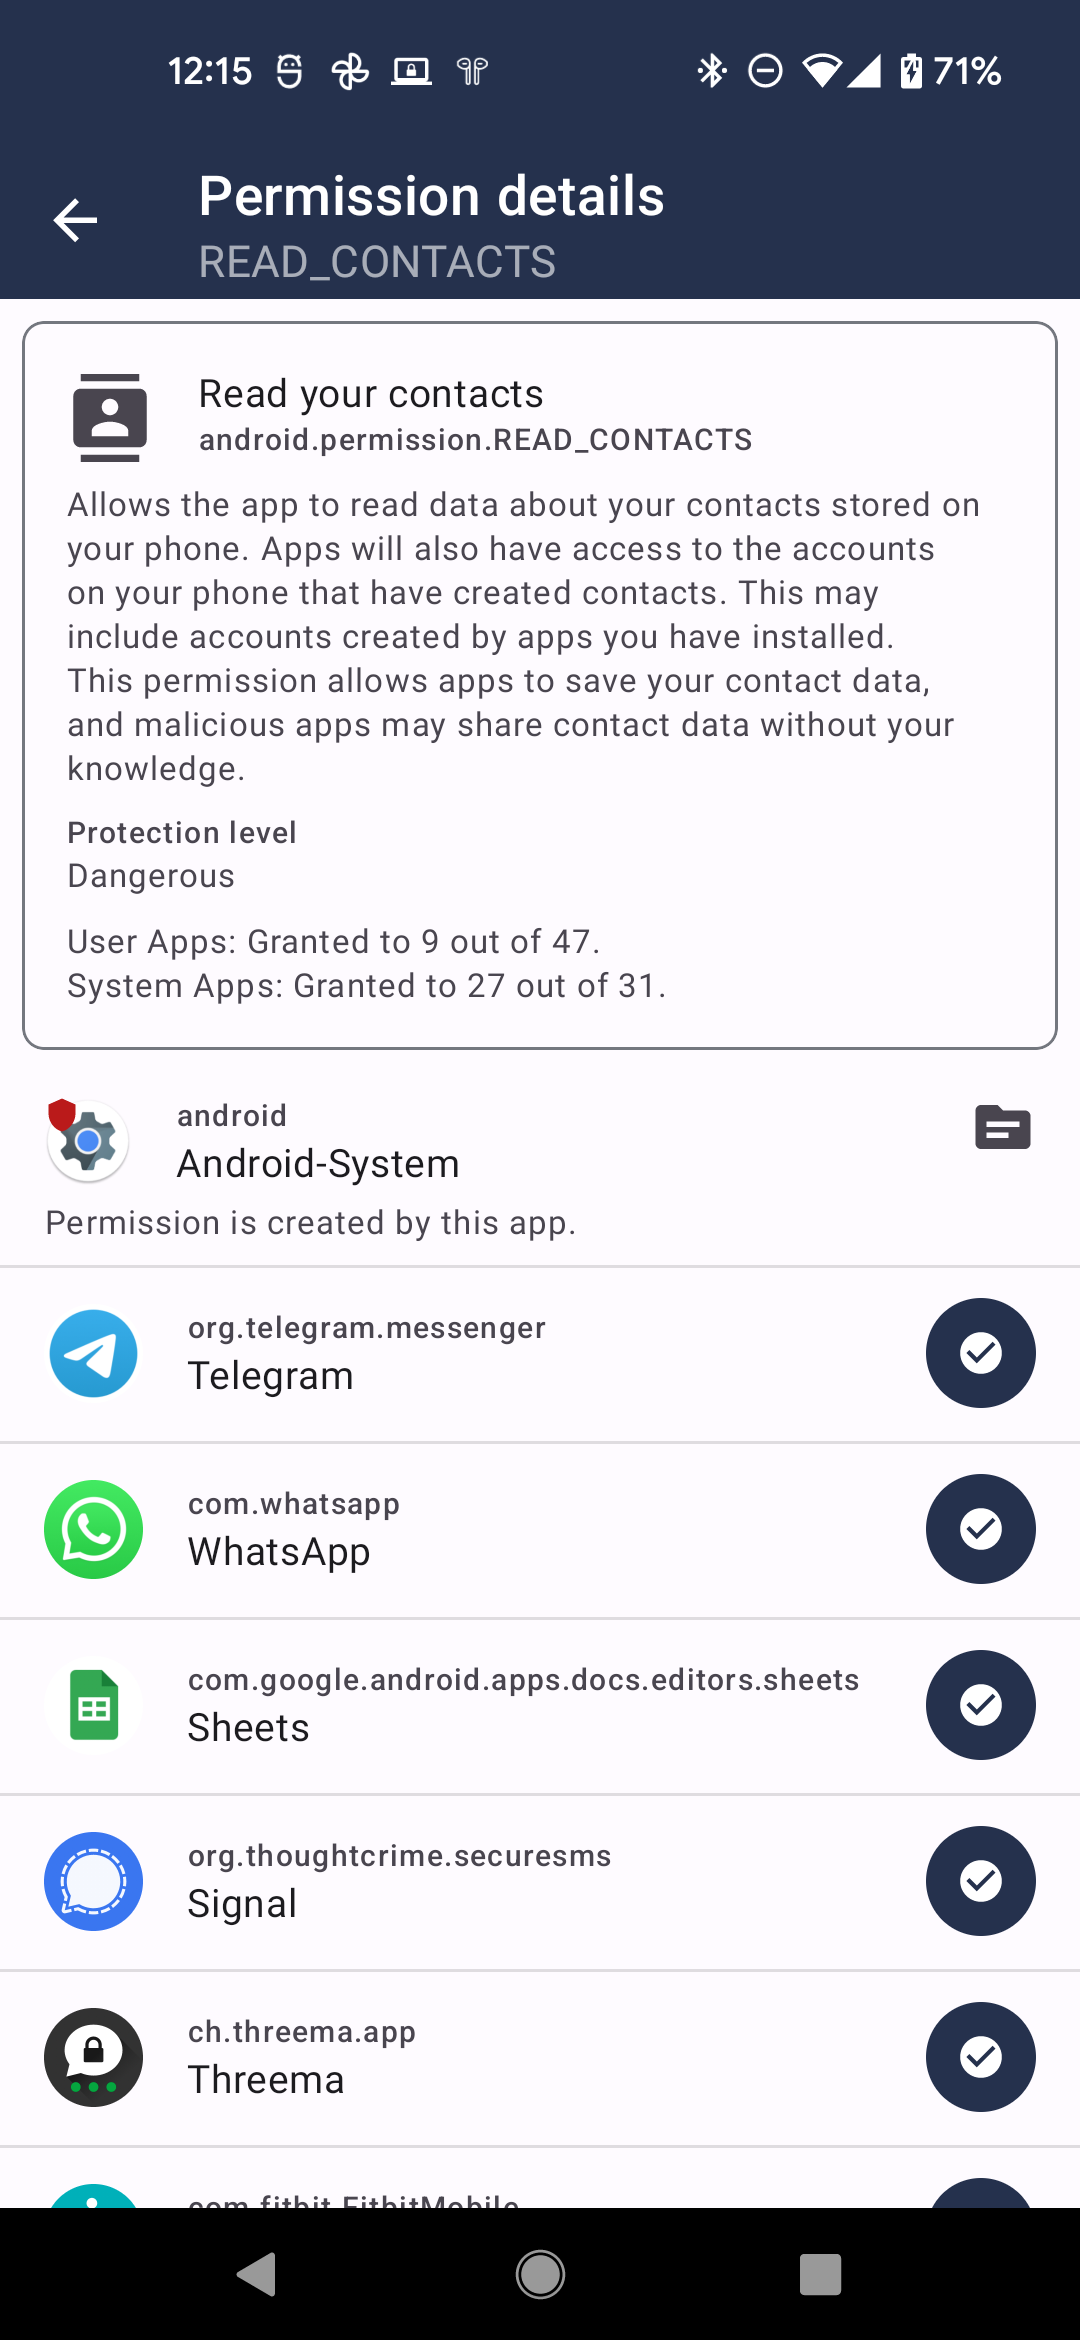 12:15
71%
Permission details
READ_CONTACTS
Read your contacts
android.permission.READ_CONTACTS
Allows the app to read data about your contacts stored on
your phone. Apps will also have access to the accounts
on your phone that have created contacts. This may
include accounts created by apps you have installed.
This permission allows apps to save your contact data,
and malicious apps may share contact data without your
knowledge.
Protection level
Dangerous
User Apps: Granted to 9 out of 47.
System Apps: Granted to 27 out of 31.
android
Android-System
Permission is created by this app.
org.telegram.messenger
Telegram
com.whatsapp
WhatsApp
com.google.android.apps.docs.editors.sheets
Sheets
org.thoughtcrime.securesms
Signal
ch.threema.app
Threema
com.fitbit.FitbitMobile